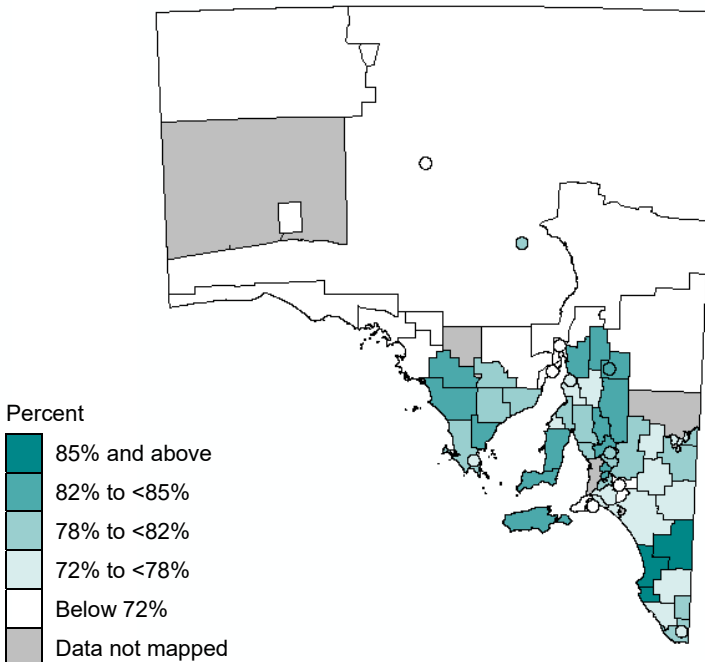 Percent
85% and above
82% to <85%
78% to <82%
72% to <78%
Below 72%
Data not mapped